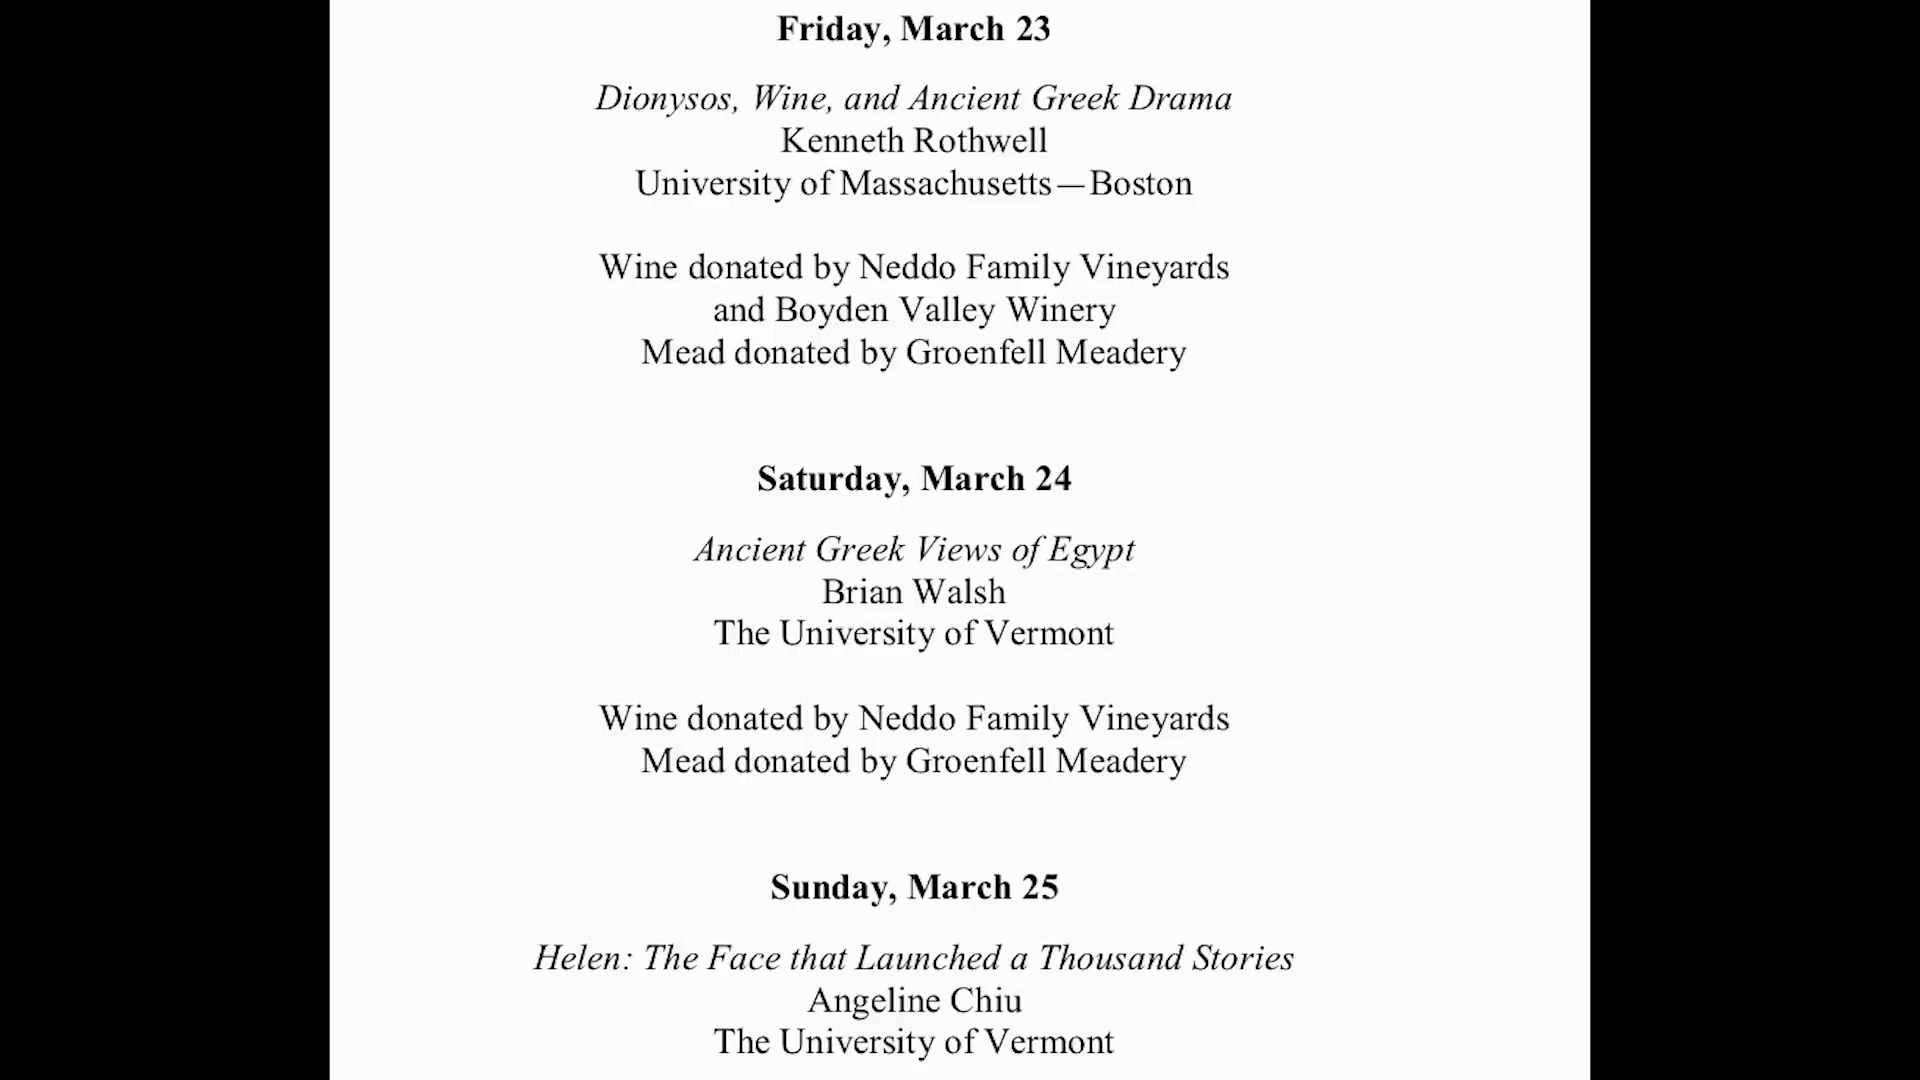 Friday, March 23
Dionysos, Wine, and Ancient Greek Drama
Kenneth Rothwell
University of Massachusetts—Boston
Wine donated by Neddo Family Vineyards
and Boyden Valley Winery
Mead donated by Groenfell Meadery
Saturday, March 24
Ancient Greek Views of Egypt
Brian Walsh
The University of Vermont
Wine donated by Neddo Family Vineyards
Mead donated by Groenfell Meadery
Sunday, March 25
Helen: The Face that Launched a Thousand Stories
Angeline Chiu
The University of Vermont